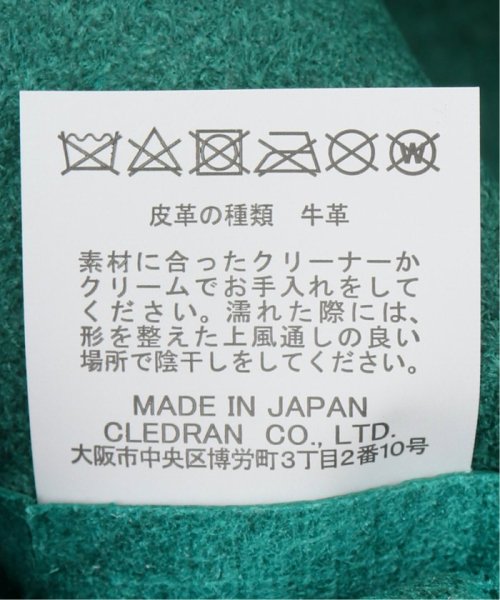 W
皮革の種類　牛革
素材に合ったクリーナーか
クリームでお手入れをして
ください。濡れた際には、
形を整えた上風通しの良い
場所で陰干しをしてください。
MADE IN JAPAN
CLEDRAN CO., LTD.
大阪市中央区博労町3丁目2番10号